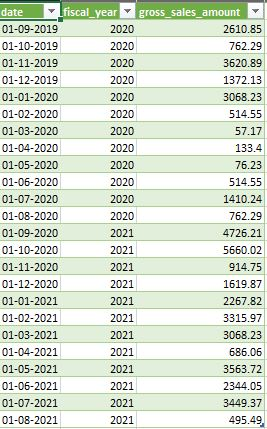 date fiscal_year gross_sales_amount
01-09-2019 2020 2610.85
01-10-2019 2020 762.29
01-11-2019 2020 3620.89
01-12-2019 2020 1372.13
01-01-2020 2020 3068.23
01-02-2020 2020 514.55
01-03-2020 2020 57.17
01-04-2020 2020 133.4
01-05-2020 2020 76.23
01-06-2020 2020 514.55
01-07-2020 2020 1410.24
01-08-2020 2020 762.29
01-09-2020 2021 4726.21
01-10-2020 2021 5660.02
01-11-2020 2021 914.75
01-12-2020 2021 1619.87
01-01-2021 2021 2267.82
01-02-2021 2021 3315.97
01-03-2021 2021 3068.23
01-04-2021 2021 686.06
01-05-2021 2021 3563.72
01-06-2021 2021 2344.05
01-07-2021 2021 3449.37
01-08-2021 2021 495.49